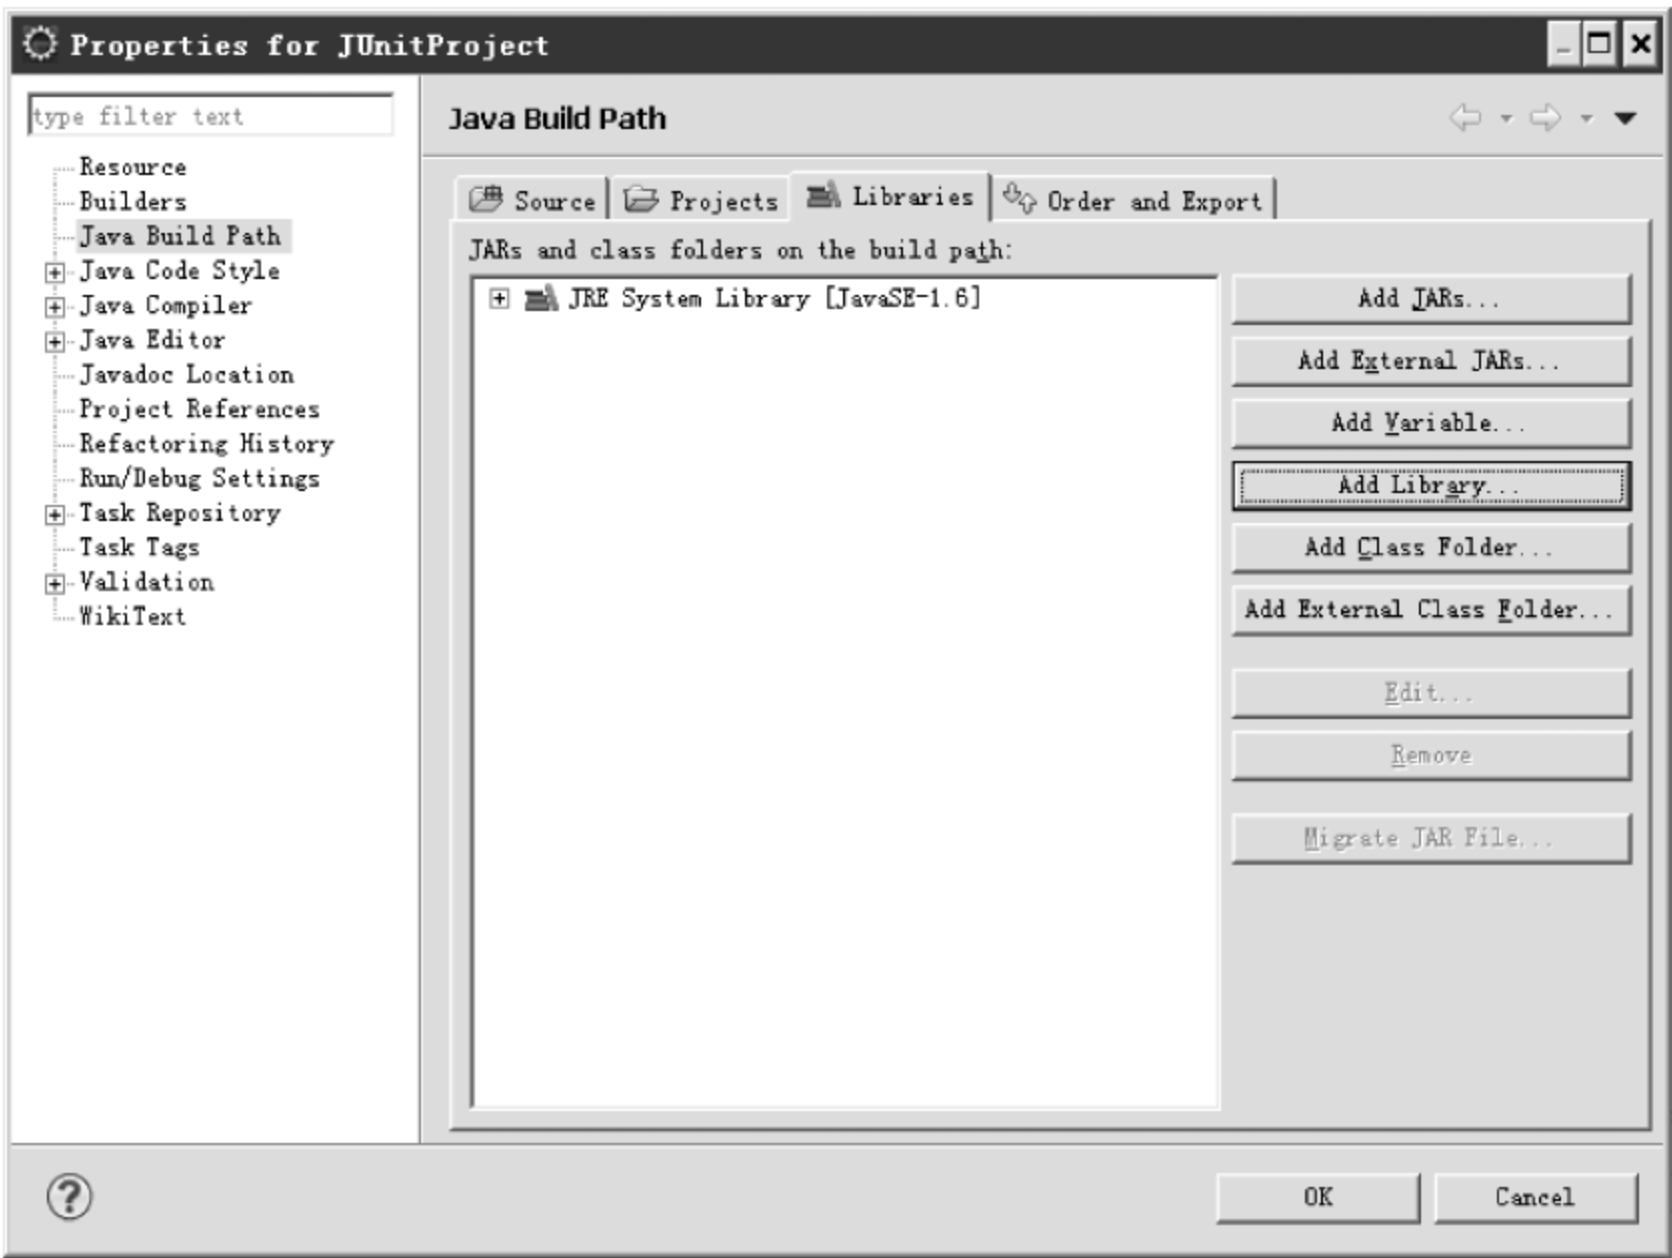 Properties for JUnitProject
type filter text
Resource
Builders
Java Build Path
Java Code Style
Java Compiler
Java Editor
Javadoc Location
Project References
Refactoring History
Run/Debug Settings
Task Repository
Task Tags
Validation
WikiText
Java Build Path
Source
Projects
Libraries
Order and Export
JARs and class folders on the build path:
JRE System Library [JavaSE-1.6]
Add JARs...
Add External JARs...
Add Variable...
Add Library...
Add Class Folder...
Add External Class Folder...
Edit...
Remove
Migrate JAR File...
?
OK
Cancel